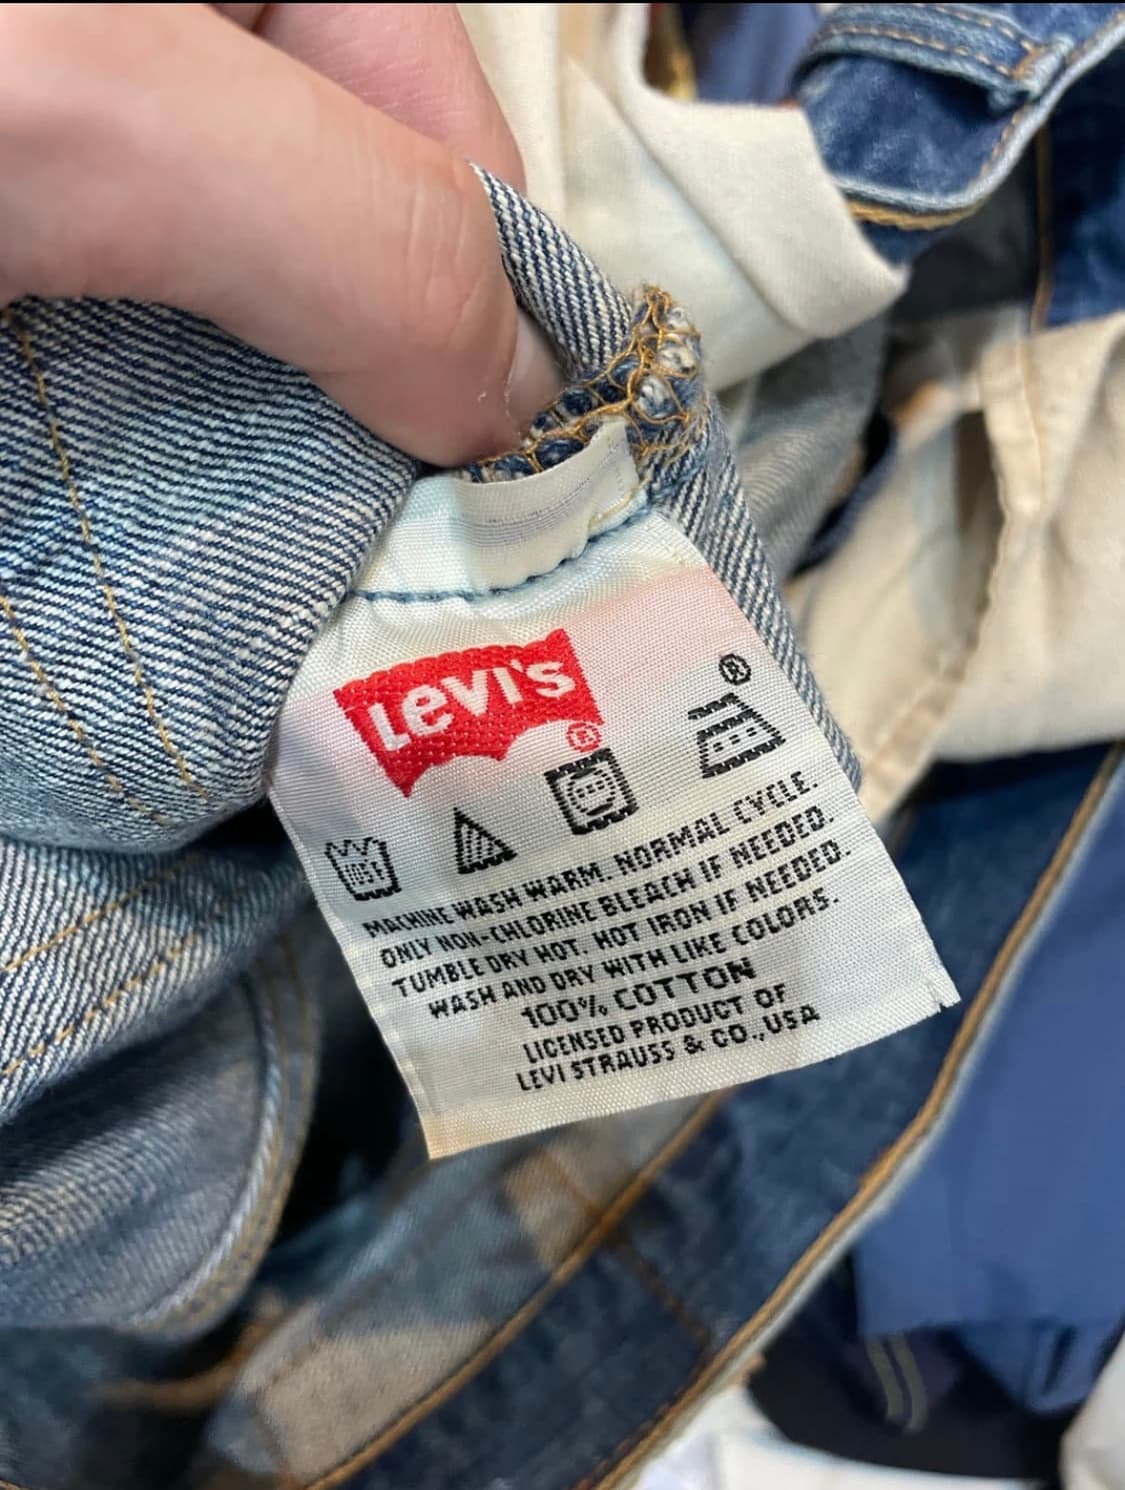 Levi's
®
®
105F
MACHINE WASH WARM. NORMAL CYCLE.
ONLY NON-CHLORINE BLEACH IF NEEDED.
TUMBLE DRY HOT. HOT IRON IF NEEDED.
WASH AND DRY WITH LIKE COLORS.
100% COTTON
LICENSED PRODUCT OF
LEVI STRAUSS & CO., USA